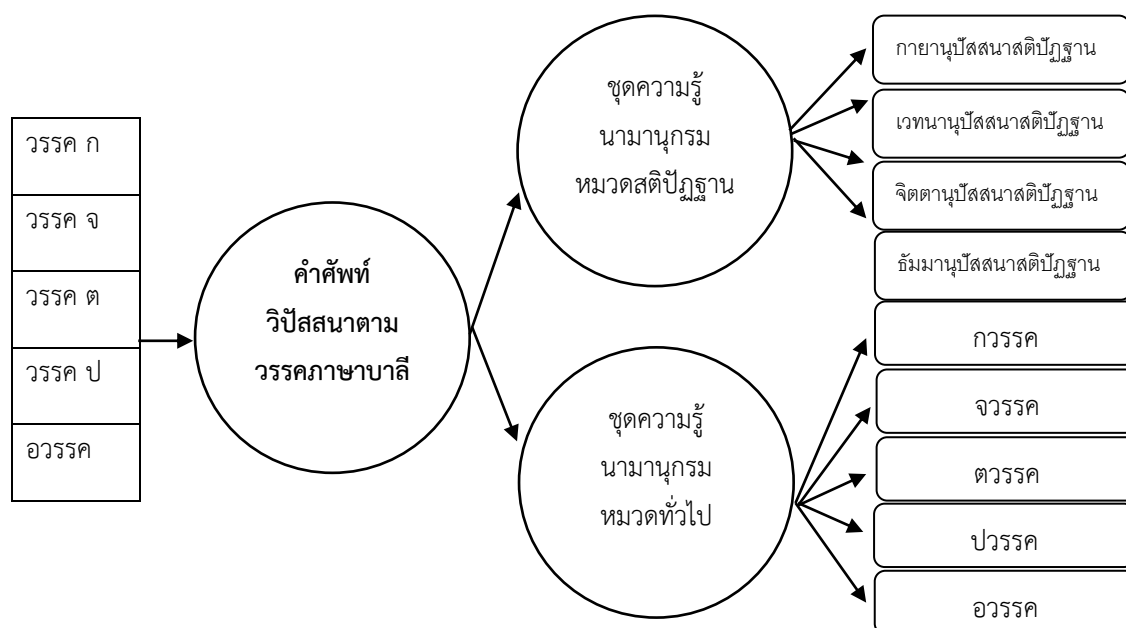 วรรค ก
วรรค จ
วรรค ต
วรรค ป
อวรรค
คำศัพท์
วิปัสสนาตาม
วรรคภาษาบาลี
ชุดความรู้
นามานุกรม
หมวดสติปัฏฐาน
ชุดความรู้
นามานุกรม
หมวดทั่วไป
กายานุปัสสนาสติปัฏฐาน
เวทนานุปัสสนาสติปัฏฐาน
จิตตานุปัสสนาสติปัฏฐาน
ธัมมานุปัสสนาสติปัฏฐาน
กวรรค
จวรรค
ตวรรค
ปวรรค
อวรรค